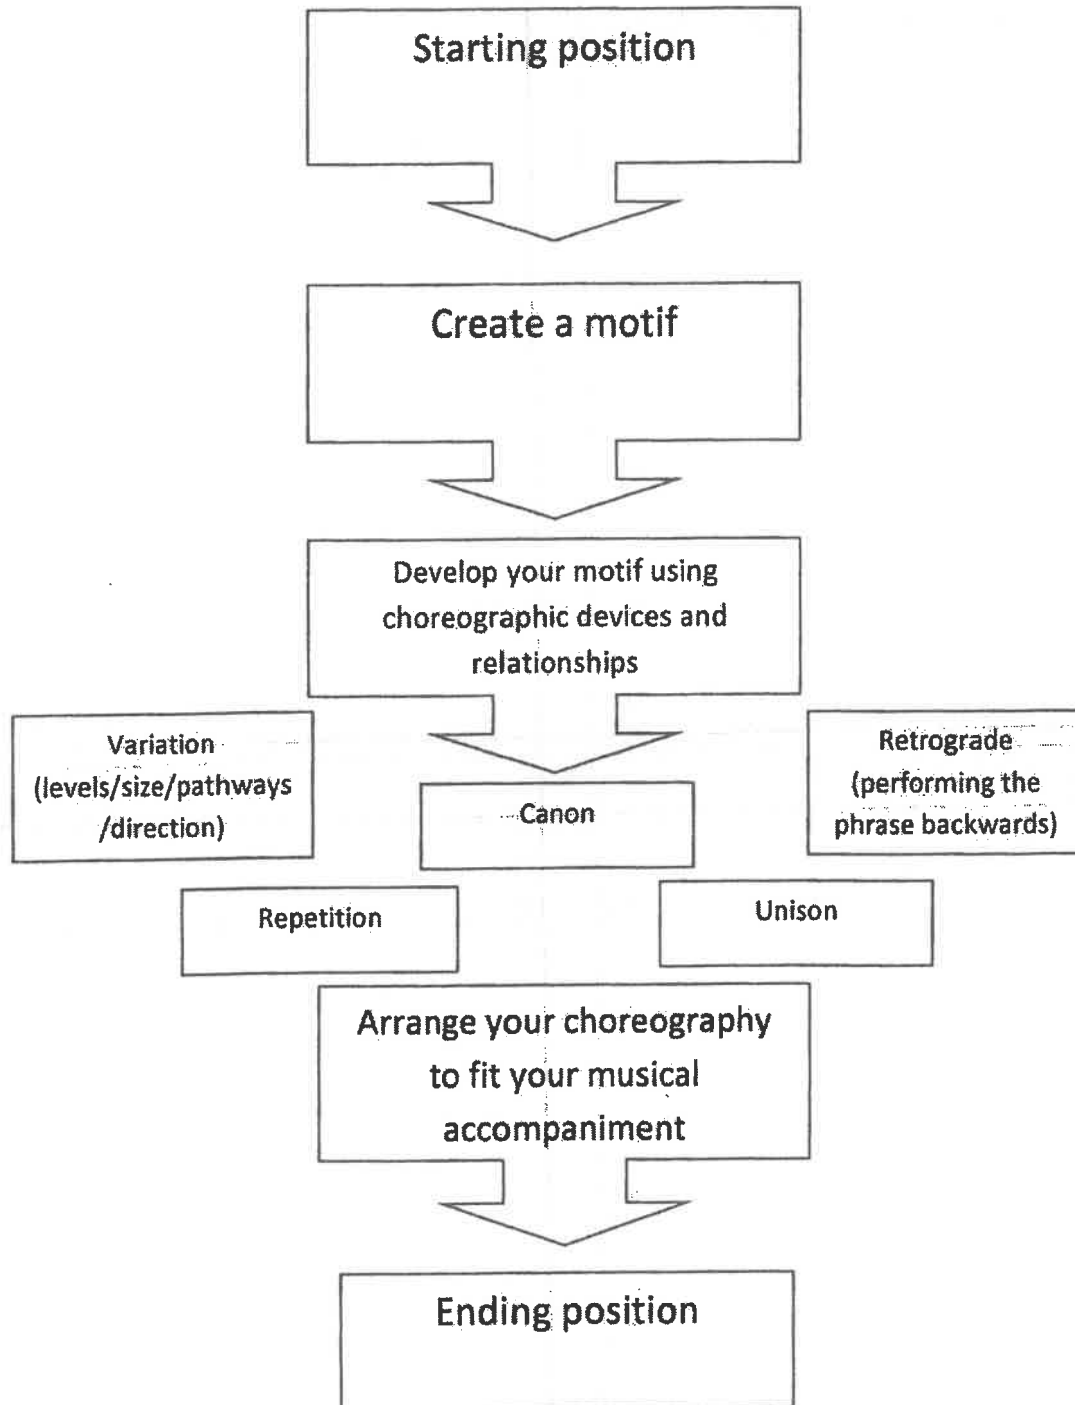 Starting position
Create a motif
Develop your motif using
choreographic devices and
relationships
Variation
(levels/size/pathways
/direction)
Canon
Retrograde
(performing the
phrase backwards)
Repetition
Unison
Arrange your choreography
to fit your musical
accompaniment
Ending position